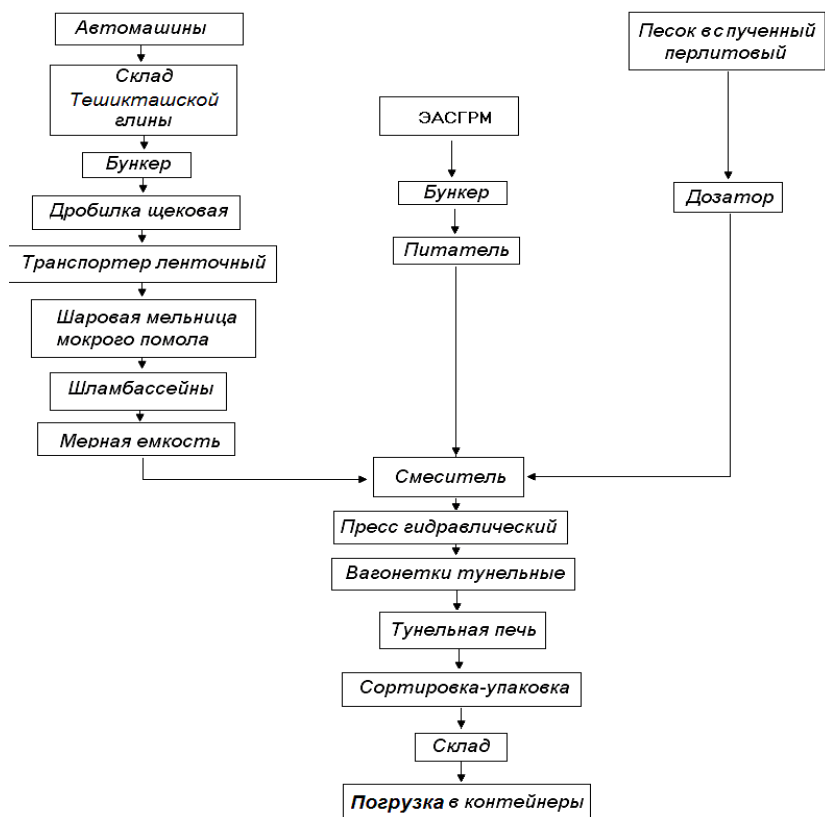 Автомашины
Склад
Тешикташской
глины
Бункер
Дробилка щековая
Транспортер ленточный
Шаровая мельница
мокрого помола
Шламбассейны
Мерная емкость
ЭАСГРМ
Бункер
Питатель
Песок вспученный
перлитовый
Дозатор
Смеситель
Пресс гидравлический
Вагонетки тунельные
Тунельная печь
Сортировка-упаковка
Склад
Погрузка в контейнеры